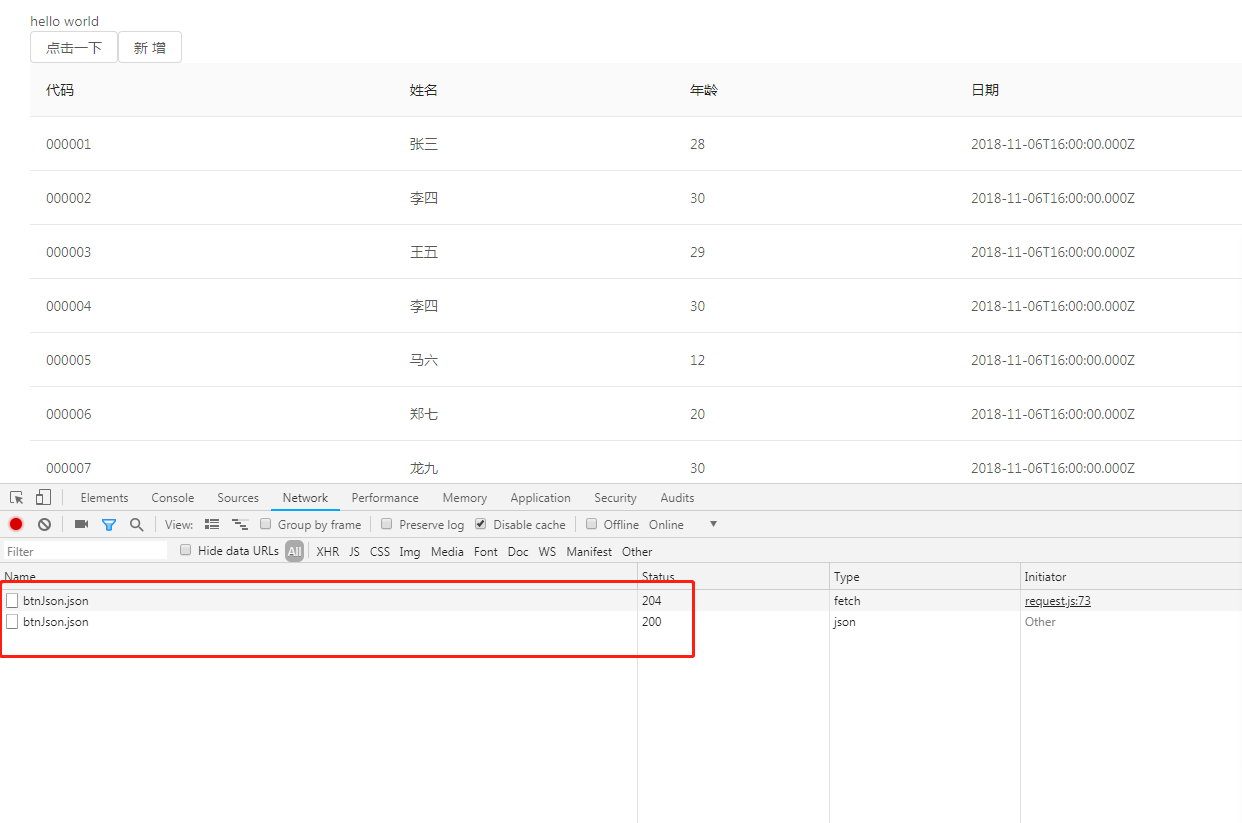 hello world
点击一下 新 增
代码 姓名 年龄 日期
000001 张三 28 2018-11-06T16:00:00.000Z
000002 李四 30 2018-11-06T16:00:00.000Z
000003 王五 29 2018-11-06T16:00:00.000Z
000004 李四 30 2018-11-06T16:00:00.000Z
000005 马六 12 2018-11-06T16:00:00.000Z
000006 郑七 20 2018-11-06T16:00:00.000Z
000007 龙九 30 2018-11-06T16:00:00.000Z
Elements Console Sources Network Performance Memory Application Security Audits
View: Group by frame Preserve log Disable cache Offline Online
Filter Hide data URLs All XHR JS CSS Img Media Font Doc WS Manifest Other
Name Status Type Initiator
btnJson.json 204 fetch request.js:73
btnJson.json 200 json Other